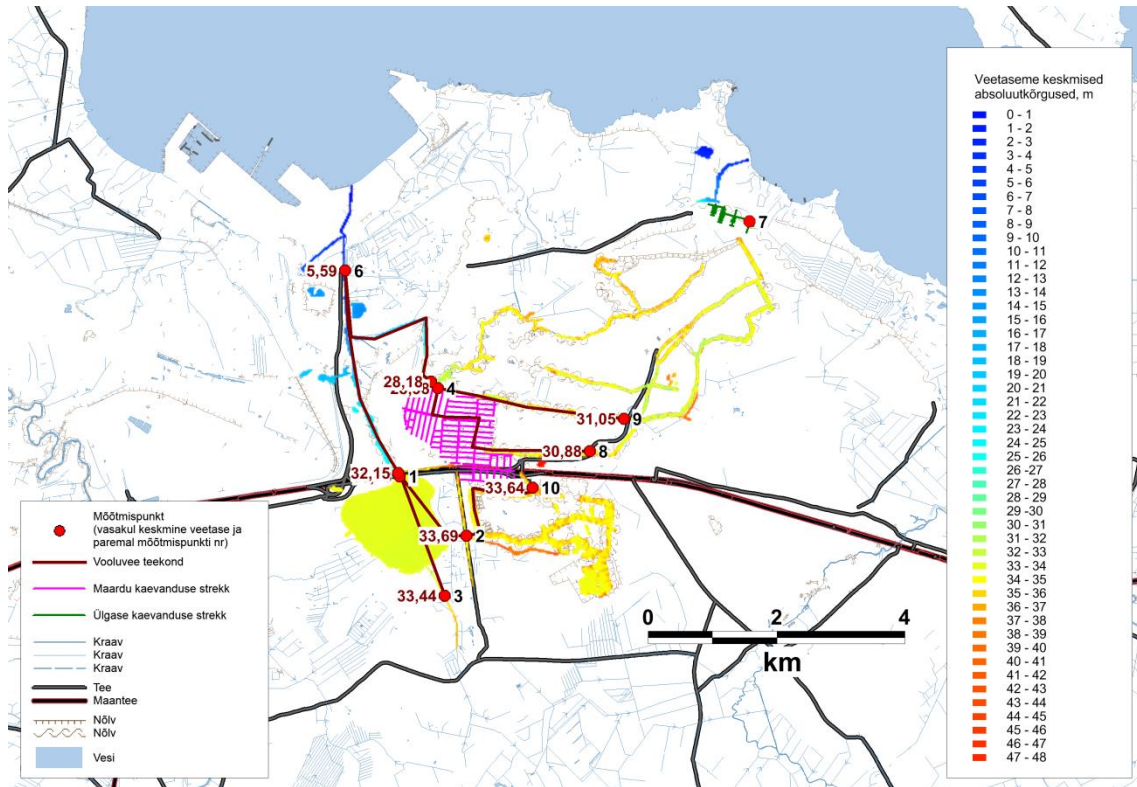 Veetaseme keskmised
absoluutkõrgused, m
0 - 1
1 - 2
2 - 3
3 - 4
4 - 5
5 - 6
6 - 7
7 - 8
8 - 9
9 - 10
10 - 11
11 - 12
12 - 13
13 - 14
14 - 15
15 - 16
16 - 17
17 - 18
18 - 19
19 - 20
20 - 21
21 - 22
22 - 23
23 - 24
24 - 25
25 - 26
26 -27
27 - 28
28 - 29
29 - 30
30 - 31
31 - 32
32 - 33
33 - 34
34 - 35
35 - 36
36 - 37
37 - 38
38 - 39
39 - 40
40 - 41
41 - 42
42 - 43
43 - 44
44 - 45
45 - 46
46 - 47
47 - 48
7
5,59 6
28,18
4
31,05 9
30,88 8
32,15 1
33,64 10
33,69 2
33,44 3
0 2 4
km
Mõõtmispunkt
(vasakul keskmine veetase ja
paremal mõõtmispunkti nr)
Vooluvee teekond
Maardu kaevanduse strekk
Ülgase kaevanduse strekk
Kraav
Kraav
Kraav
Tee
Maantee
Nõlv
Nõlv
Vesi